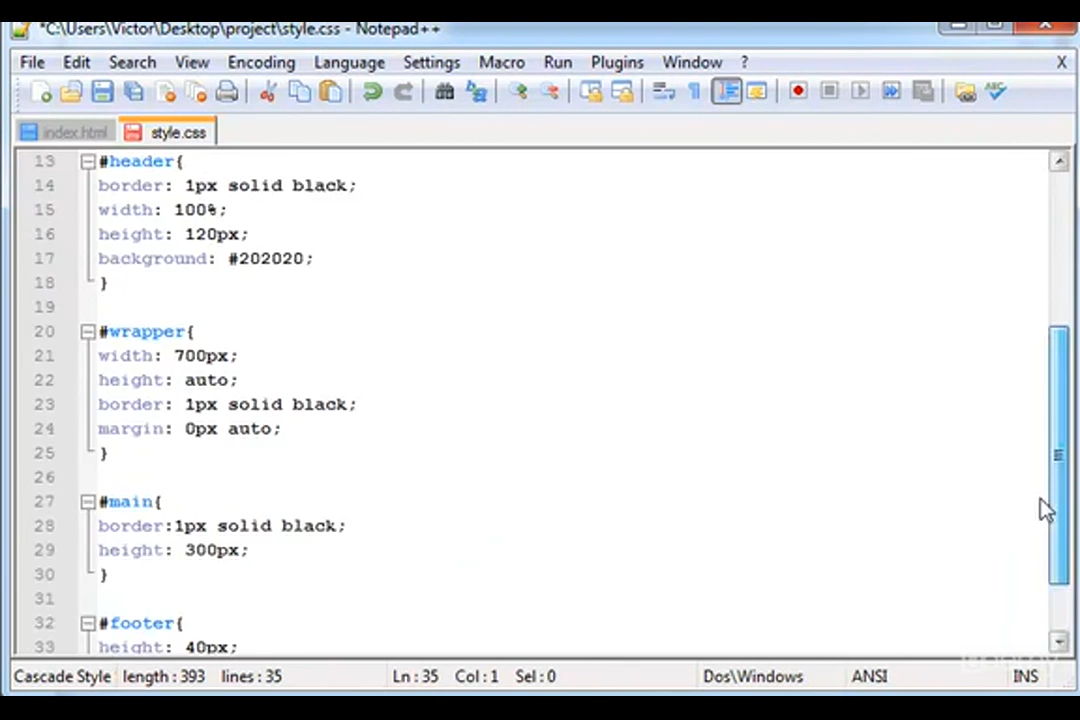 *C:\Users\Victor\Desktop\project\style.css - Notepad++
File Edit Search View Encoding Language Settings Macro Run Plugins Window ? X
index.html style.css
13 #header{
14 border: 1px solid black;
15 width: 100%;
16 height: 120px;
17 background: #202020;
18 }
19
20 #wrapper{
21 width: 700px;
22 height: auto;
23 border: 1px solid black;
24 margin: 0px auto;
25 }
26
27 #main{
28 border:1px solid black;
29 height: 300px;
30 }
31
32 #footer{
33 height: 40px;
Cascade Style length : 393 lines : 35 Ln : 35 Col : 1 Sel : 0 Dos\Windows ANSI INS